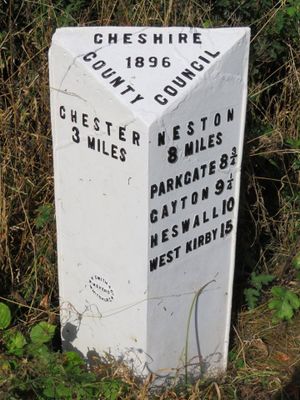 CHESHIRE
1896
COUNTY COUNCIL
CHESTER
3 MILES
NESTON
8 MILES
PARKGATE 8¾
GAYTON 9¼
HESWALL 10
WEST KIRBY 15